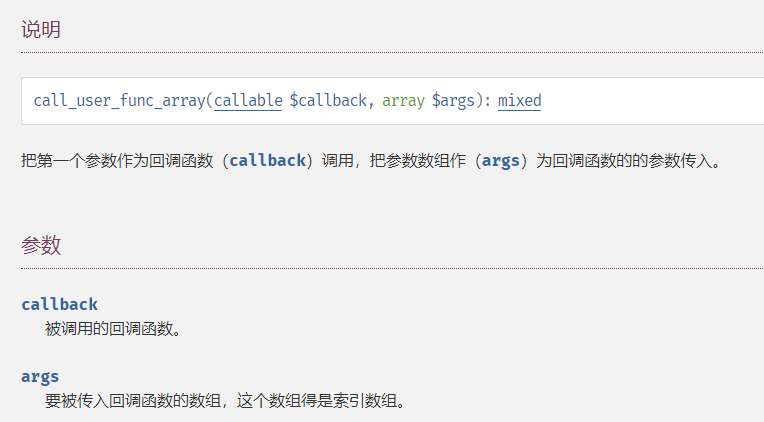 说明
call_user_func_array(callable $callback, array $args): mixed
把第一个参数作为回调函数（callback）调用，把参数数组作（args）为回调函数的的参数传入。
参数
callback
被调用的回调函数。
args
要被传入回调函数的数组，这个数组得是索引数组。